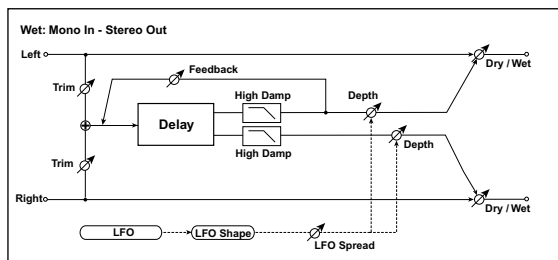 Wet: Mono In - Stereo Out
Left
Feedback
Dry / Wet
Trim
High Damp
Depth
Delay
High Damp
Depth
Trim
Right
Dry / Wet
LFO
LFO Shape
LFO Spread